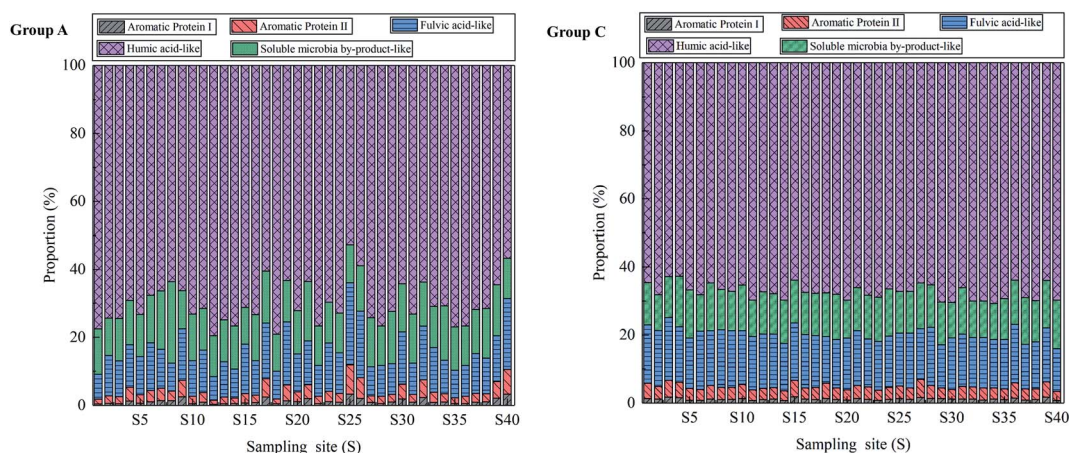 Group A
Aromatic Protein I Aromatic Protein II Fulvic acid-like
Humic acid-like Soluble microbia by-product-like
100
80
60
40
20
0
Proportion (%)
S5 S10 S15 S20 S25 S30 S35 S40
Sampling site (S)
Group C
Aromatic Protein I Aromatic Protein II Fulvic acid-like
Humic acid-like Soluble microbia by-product-like
100
80
60
40
20
0
Proportion (%)
S5 S10 S15 S20 S25 S30 S35 S40
Sampling site (S)